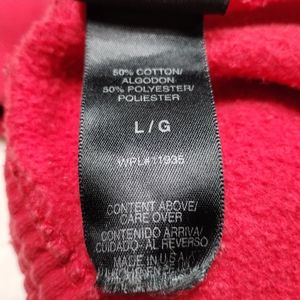 50% COTTON/
ALGODON
50% POLYESTER/
POLIESTER
L / G
WPL#11935
CONTENT ABOVE/
CARE OVER
CONTENIDO ARRIVA/
CUIDADO- AL REVERSO
MADE IN U.S.A.